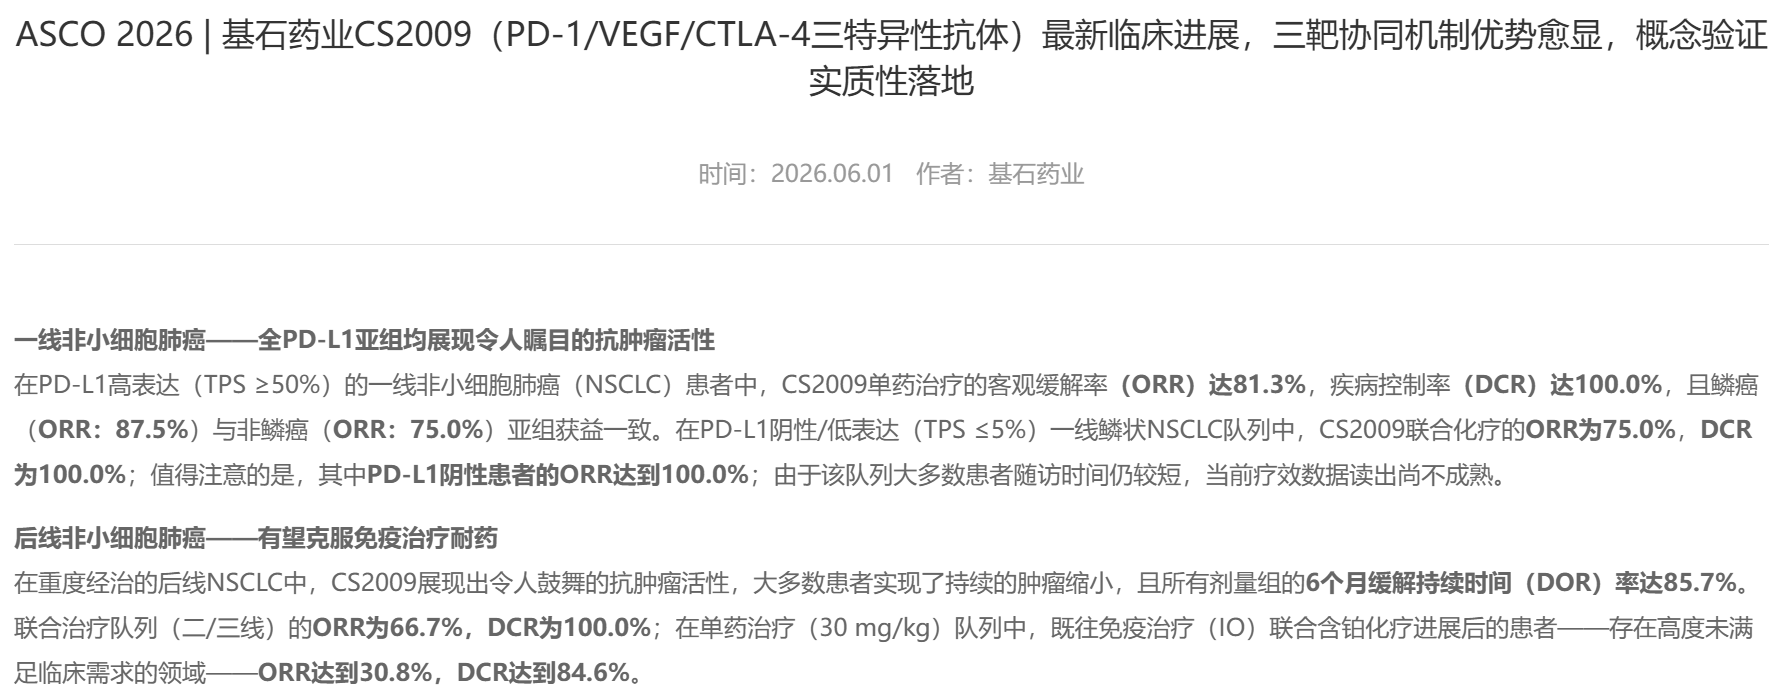 ASCO 2026 | 基石药业CS2009（PD-1/VEGF/CTLA-4三特异性抗体）最新临床进展，三靶协同机制优势愈显，概念验证
实质性落地
时间：2026.06.01 作者：基石药业
一线非小细胞肺癌——全PD-L1亚组均展现令人瞩目的抗肿瘤活性
在PD-L1高表达（TPS ≥50%）的一线非小细胞肺癌（NSCLC）患者中，CS2009单药治疗的客观缓解率（ORR）达81.3%，疾病控制率（DCR）达100.0%，且鳞癌
（ORR：87.5%）与非鳞癌（ORR：75.0%）亚组获益一致。在PD-L1阴性/低表达（TPS ≤5%）一线鳞状NSCLC队列中，CS2009联合化疗的ORR为75.0%，DCR
为100.0%；值得注意的是，其中PD-L1阴性患者的ORR达到100.0%；由于该队列大多数患者随访时间仍较短，当前疗效数据读出尚不成熟。
后线非小细胞肺癌——有望克服免疫治疗耐药
在重度经治的后线NSCLC中，CS2009展现出令人鼓舞的抗肿瘤活性，大多数患者实现了持续的肿瘤缩小，且所有剂量组的6个月缓解持续时间（DOR）率达85.7%。
联合治疗队列（二/三线）的ORR为66.7%，DCR为100.0%；在单药治疗（30 mg/kg）队列中，既往免疫治疗（IO）联合含铂化疗进展后的患者——存在高度未满
足临床需求的领域——ORR达到30.8%，DCR达到84.6%。